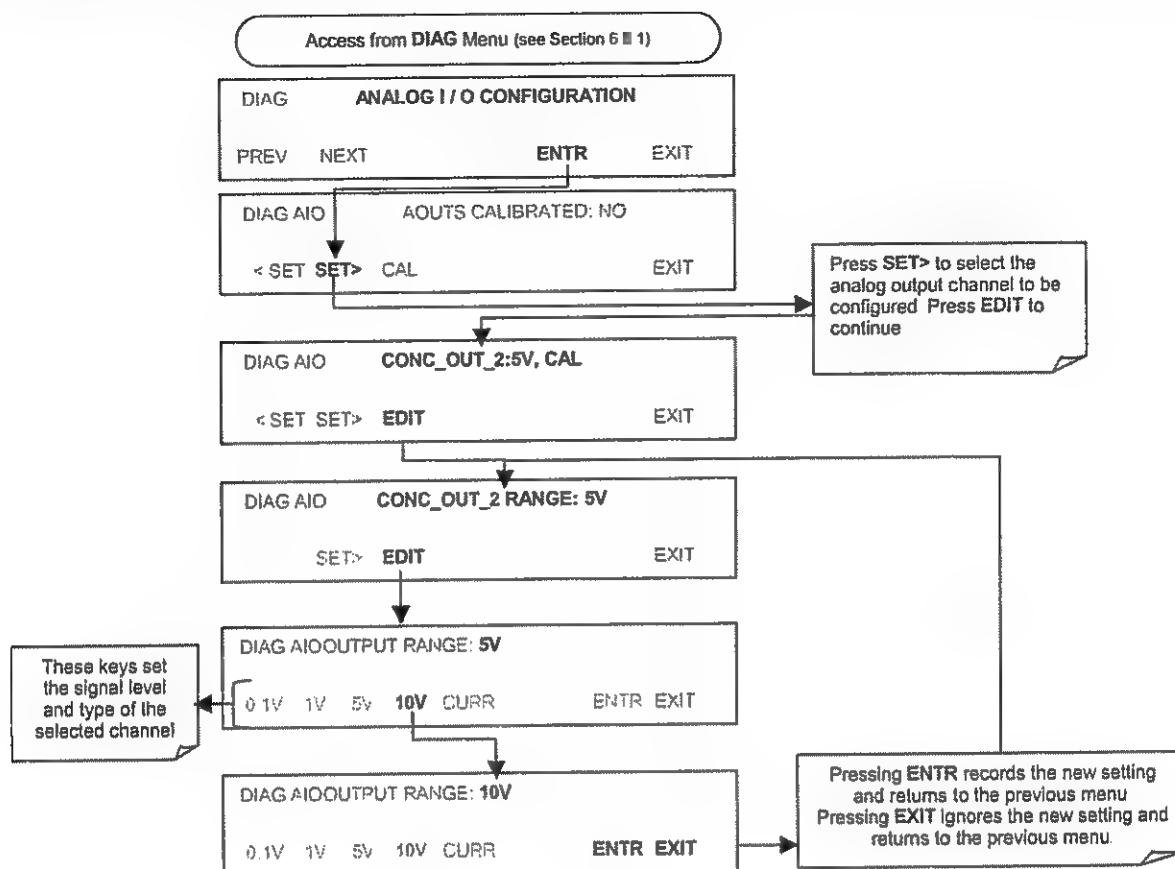 Access from DIAG Menu (see Section 6 1)
DIAG ANALOG I / O CONFIGURATION
PREV NEXT ENTR EXIT
DIAG AIO AOUTS CALIBRATED: NO
< SET SET> CAL EXIT
Press SET> to select the
analog output channel to be
configured Press EDIT to
continue
DIAG AIO CONC_OUT_2:5V, CAL
< SET SET> EDIT EXIT
DIAG AIO CONC_OUT_2 RANGE: 5V
SET> EDIT EXIT
DIAG AIOOUTPUT RANGE: 5V
0.1V 1V 5V 10V CURR ENTR EXIT
These keys set
the signal level
and type of the
selected channel
DIAG AIOOUTPUT RANGE: 10V
0.1V 1V 5V 10V CURR ENTR EXIT
Pressing ENTR records the new setting
and returns to the previous menu
Pressing EXIT ignores the new setting and
returns to the previous menu.